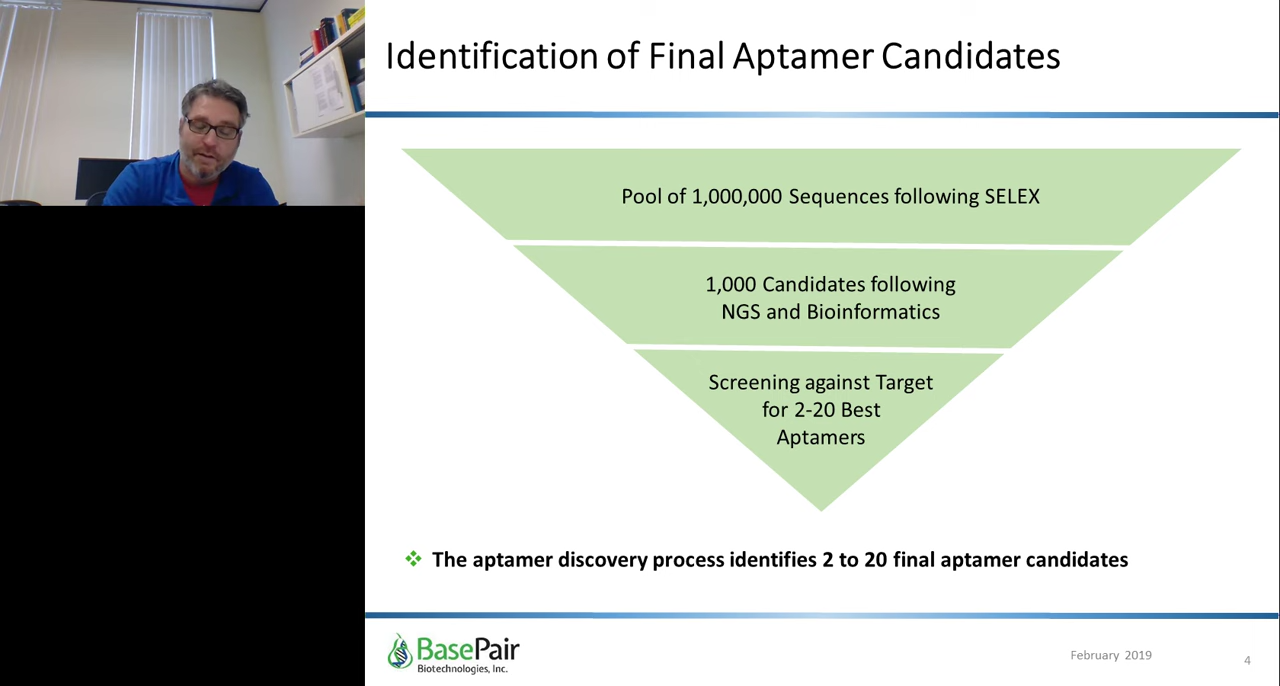 Identification of Final Aptamer Candidates
Pool of 1,000,000 Sequences following SELEX
1,000 Candidates following
NGS and Bioinformatics
Screening against Target
for 2-20 Best
Aptamers
The aptamer discovery process identifies 2 to 20 final aptamer candidates
BasePair
Biotechnologies, Inc.
February 2019
4